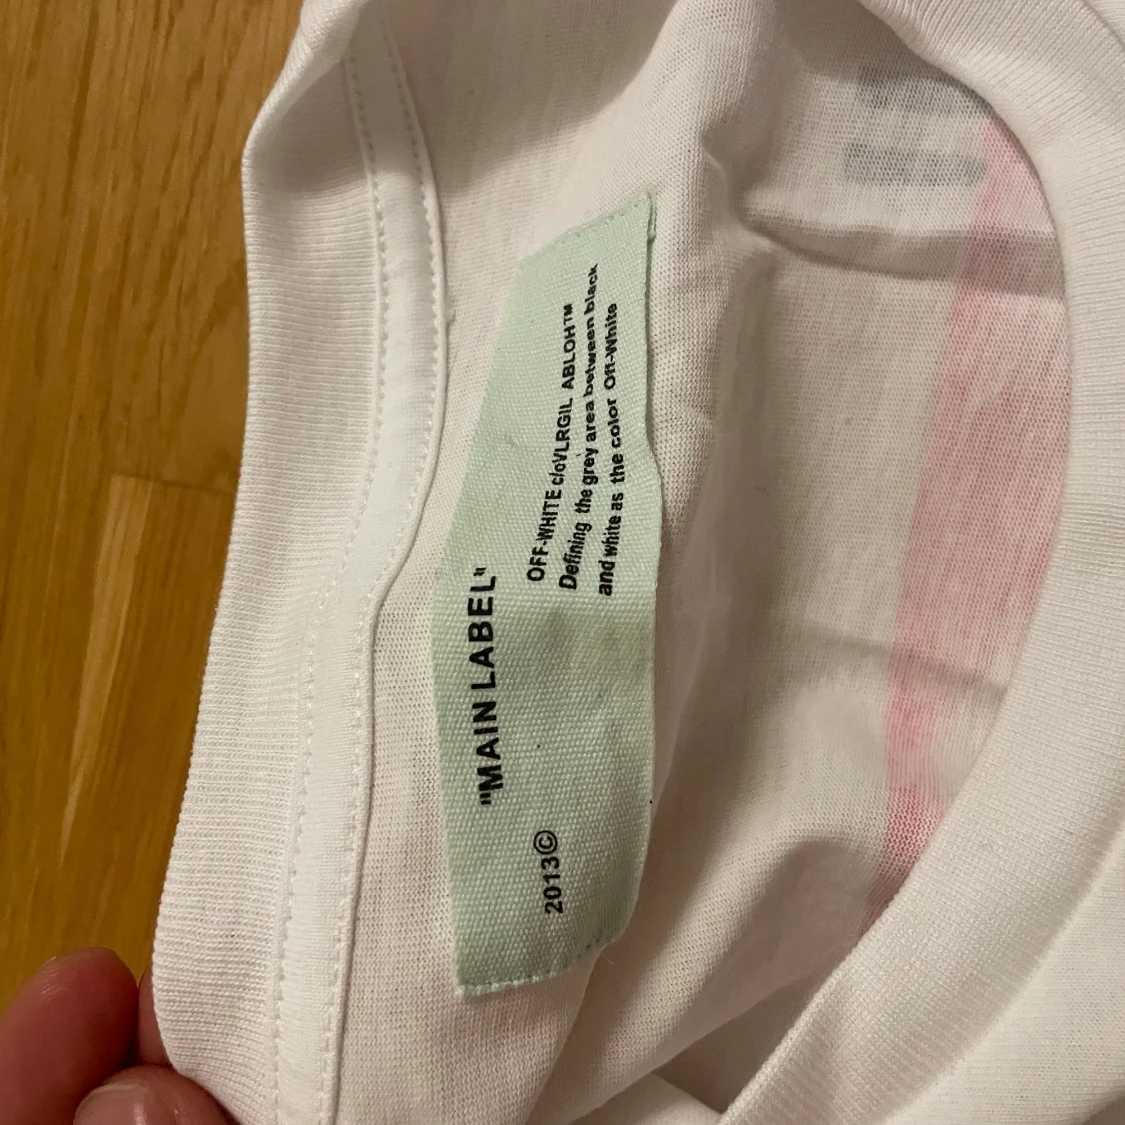 "MAIN LABEL"
OFF-WHITE c/oVLRGIL ABLOH™
Defining the grey area between black
and white as the color Off-White
2013©